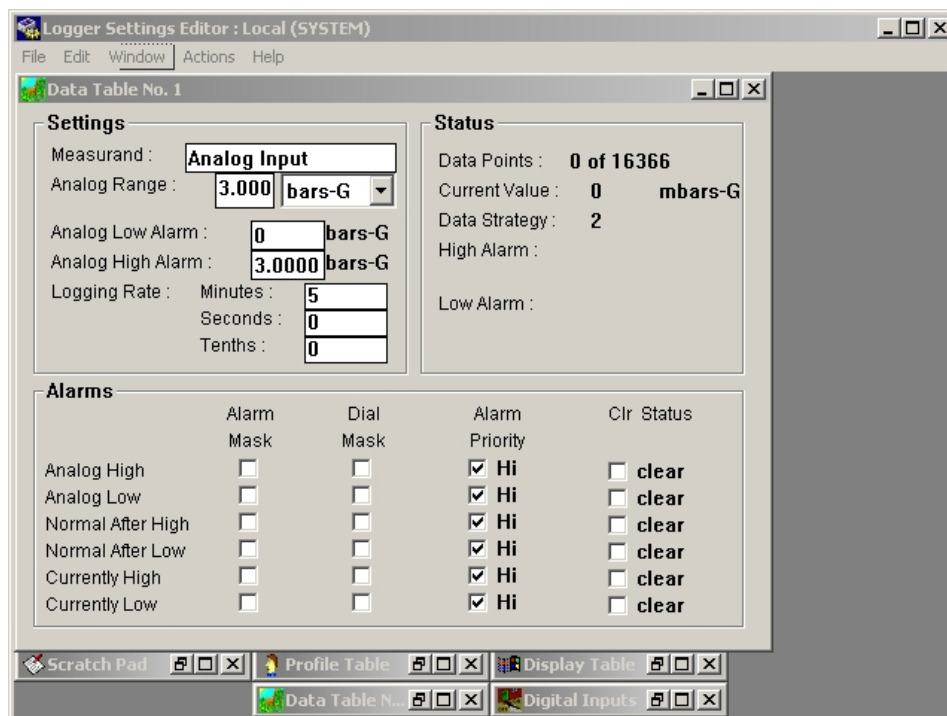 Logger Settings Editor : Local (SYSTEM)
File Edit Window Actions Help
Data Table No. 1
Settings
Measurand : Analog Input
Analog Range : 3.000 bars-G
Analog Low Alarm : 0 bars-G
Analog High Alarm : 3.0000 bars-G
Logging Rate : Minutes : 5
Seconds : 0
Tenths : 0
Status
Data Points : 0 of 16366
Current Value : 0 mbars-G
Data Strategy : 2
High Alarm :
Low Alarm :
Alarms
Alarm Dial Alarm Clr Status
Mask Mask Priority
Analog High Hi clear
Analog Low Hi clear
Normal After High Hi clear
Normal After Low Hi clear
Currently High Hi clear
Currently Low Hi clear
Scratch Pad Profile Table Display Table
Data Table N... Digital Inputs